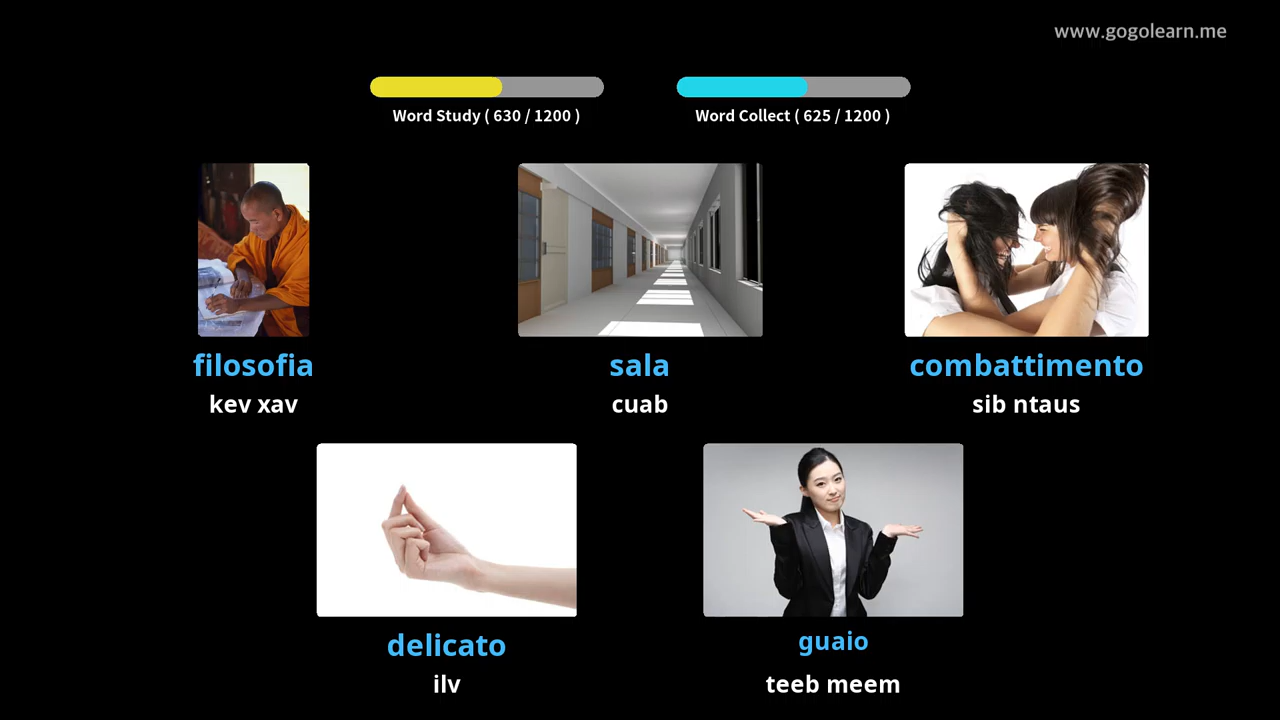 www.gogolearn.me
Word Study ( 630 / 1200 )
Word Collect ( 625 / 1200 )
filosofia
kev xav
sala
cuab
combattimento
sib ntaus
delicato
ilv
guaio
teeb meem